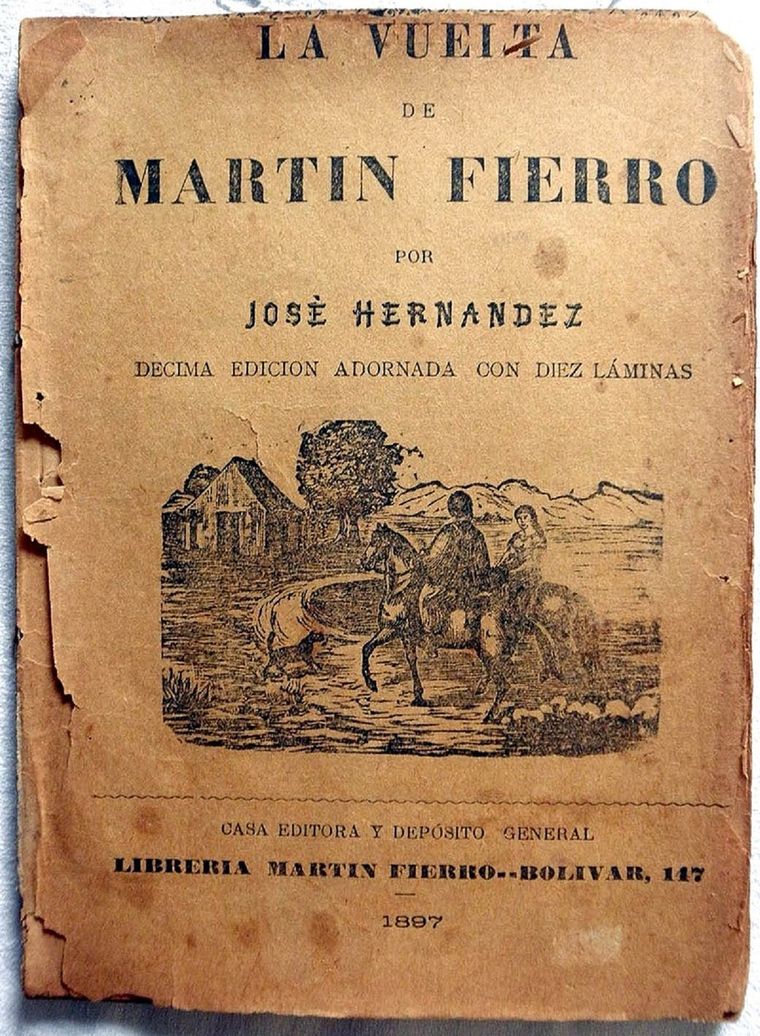 LA VUELTA
DE
MARTIN FIERRO
POR
JOSÈ HERNANDEZ
DECIMA EDICION ADORNADA CON DIEZ LÁMINAS
CASA EDITORA Y DEPÓSITO GENERAL
LIBRERIA MARTIN FIERRO--BOLIVAR, 147
1897